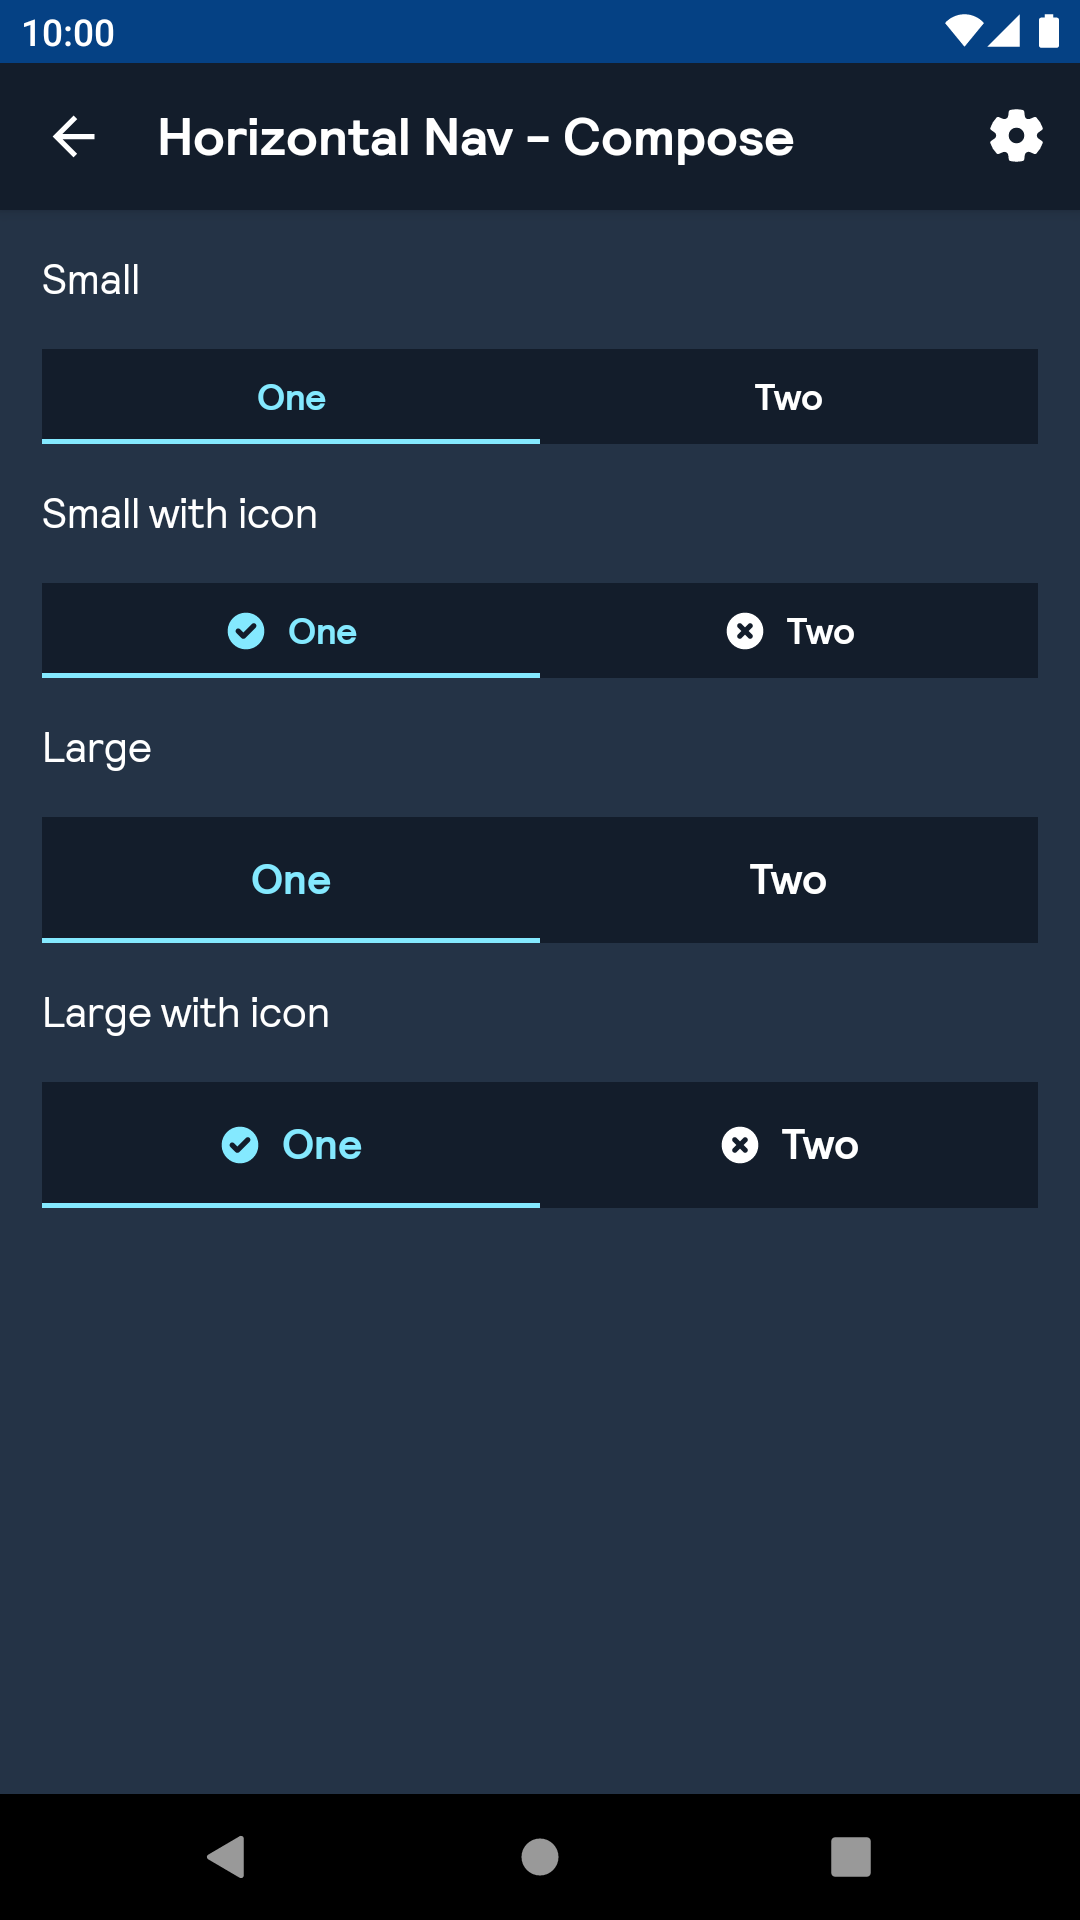 10:00
Horizontal Nav - Compose
Small
One Two
Small with icon
One Two
Large
One Two
Large with icon
One Two